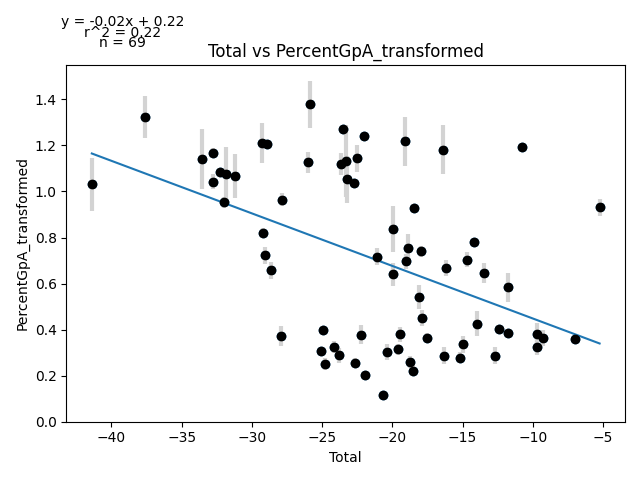 y = -0.02x + 0.22
r^2 = 0.22
n = 69
Total vs PercentGpA_transformed
PercentGpA_transformed
1.4
1.2
1.0
0.8
0.6
0.4
0.2
0.0
−40
−35
−30
−25
−20
−15
−10
−5
Total